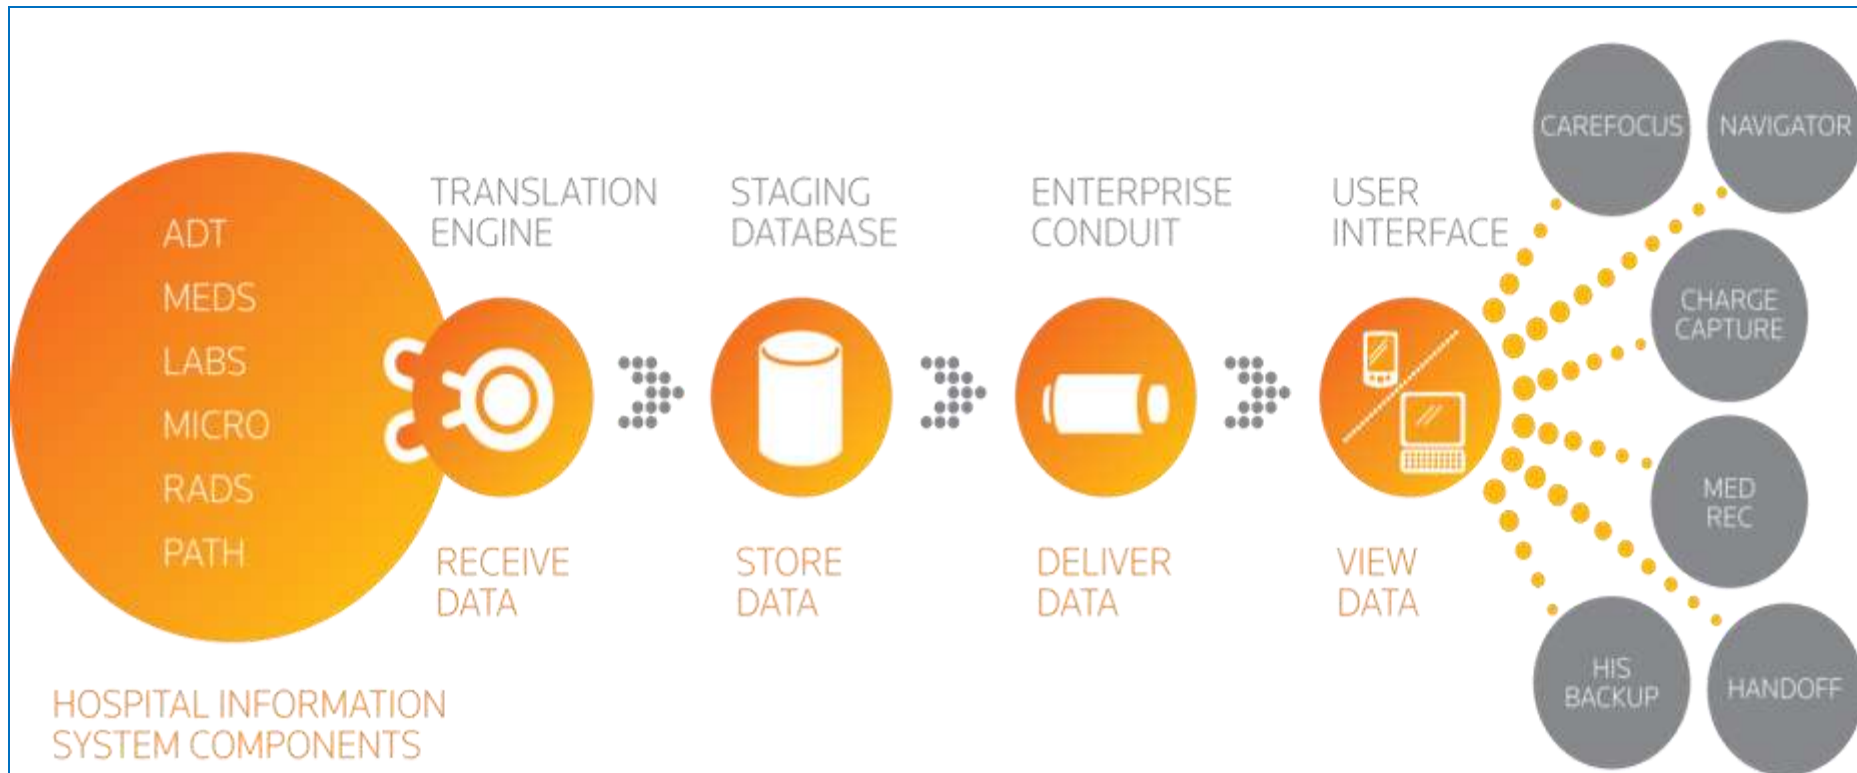 ADT
MEDS
LABS
MICRO
RADS
PATH
HOSPITAL INFORMATION
SYSTEM COMPONENTS
TRANSLATION
ENGINE
RECEIVE
DATA
STAGING
DATABASE
STORE
DATA
ENTERPRISE
CONDUIT
DELIVER
DATA
USER
INTERFACE
VIEW
DATA
CAREFOCUS
NAVIGATOR
CHARGE
CAPTURE
MED
REC
HIS
BACKUP
HANDOFF